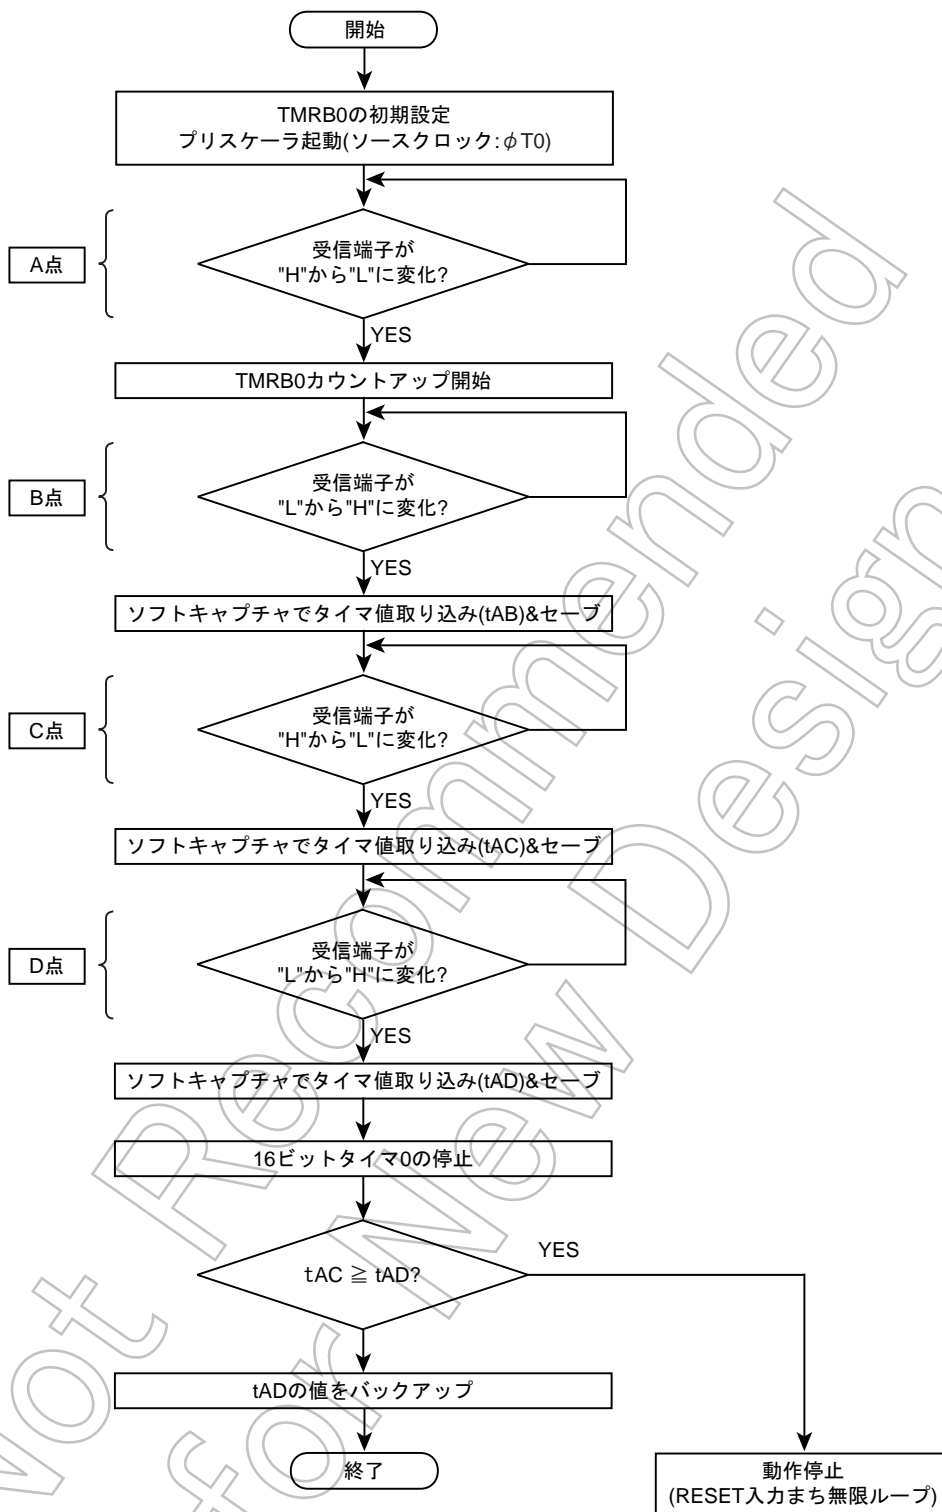 開始
TMRB0の初期設定
プリスケーラ起動(ソースクロック:φT0)
A点
受信端子が
"H"から"L"に変化?
YES
TMRB0カウントアップ開始
B点
受信端子が
"L"から"H"に変化?
YES
ソフトキャプチャでタイマ値取り込み(tAB)&セーブ
C点
受信端子が
"H"から"L"に変化?
YES
ソフトキャプチャでタイマ値取り込み(tAC)&セーブ
D点
受信端子が
"L"から"H"に変化?
YES
ソフトキャプチャでタイマ値取り込み(tAD)&セーブ
16ビットタイマ0の停止
tAC ≧ tAD?
YES
tADの値をバックアップ
終了
動作停止
(RESET入力まち無限ループ)
Not Recommended
for New Design